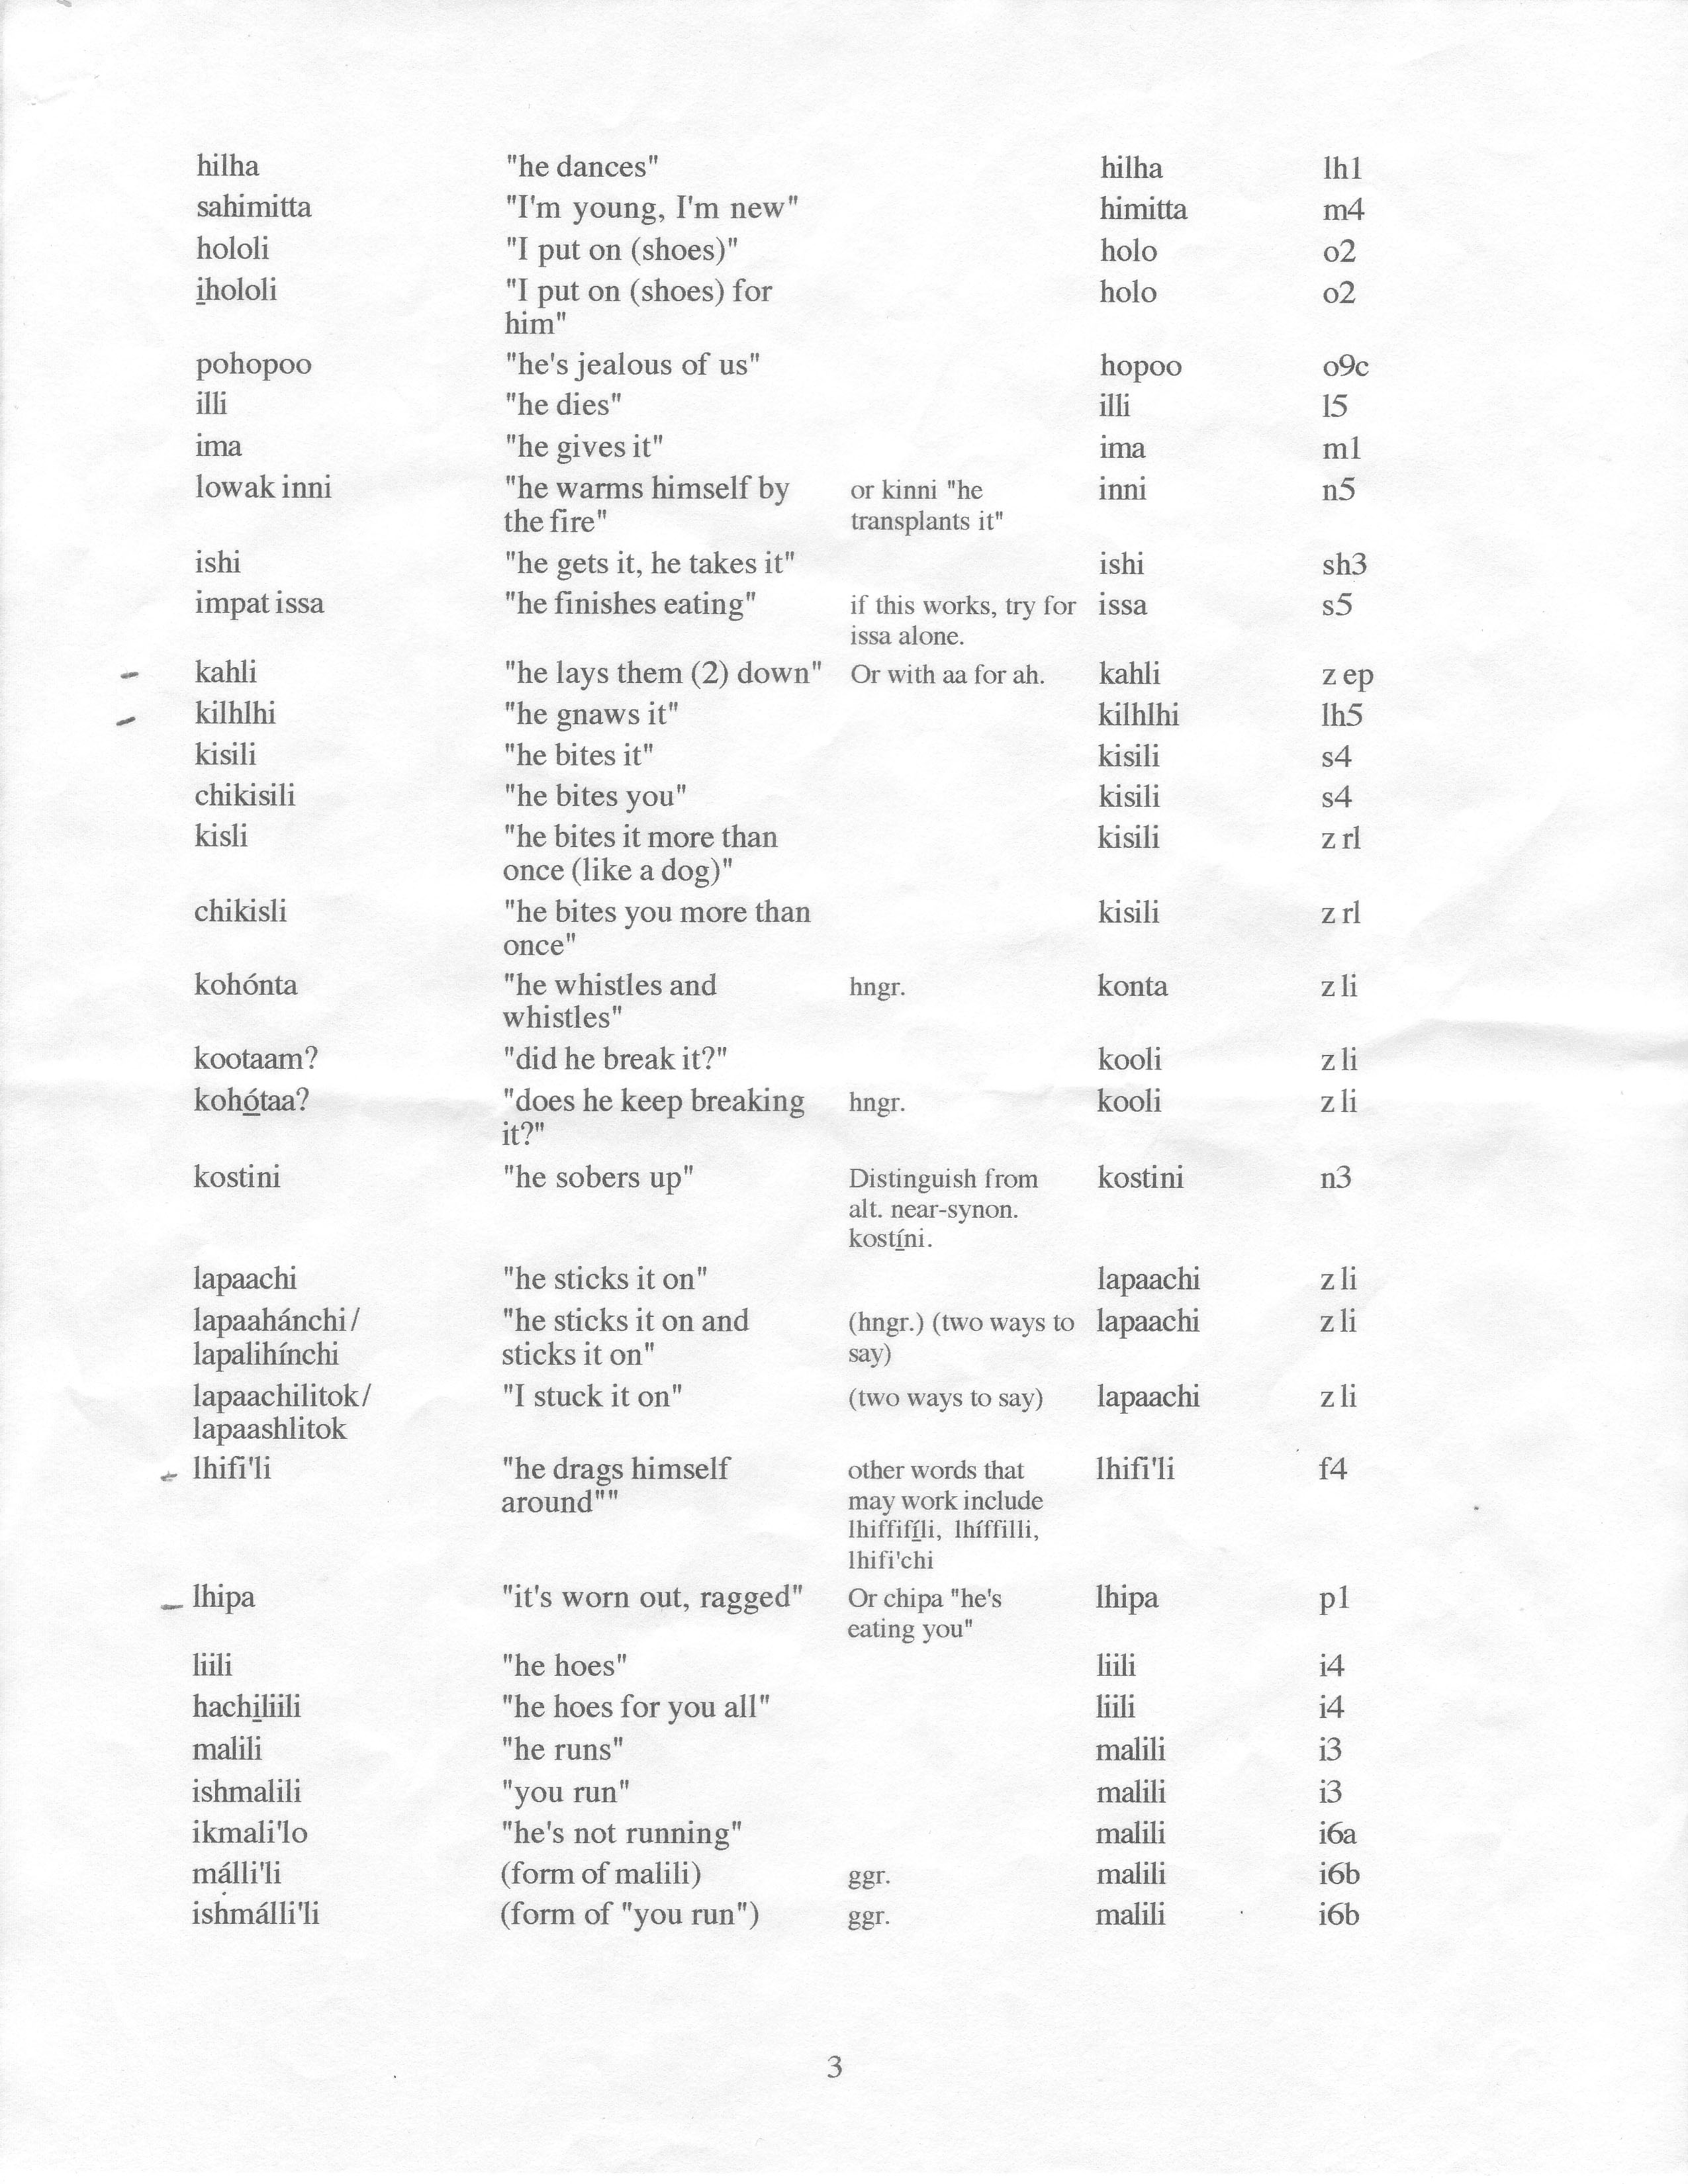 hilha "he dances" hilha lh1
sahimitta "I'm young, I'm new" himitta m4
hololi "I put on (shoes)" holo o2
i̲hololi "I put on (shoes) for holo o2
him"
pohopoo "he's jealous of us" hopoo o9c
illi "he dies" illi l5
ima "he gives it" ima m1
lowak inni "he warms himself by or kinni "he inni n5
the fire" transplants it"
ishi "he gets it, he takes it" ishi sh3
impat issa "he finishes eating" if this works, try for issa s5
issa alone.
kahli "he lays them (2) down" Or with aa for ah. kahli z ep
kilhlhi "he gnaws it" kilhlhi lh5
kisili "he bites it" kisili s4
chikisili "he bites you" kisili s4
kisli "he bites it more than kisili z rl
once (like a dog)"
chikisli "he bites you more than kisili z rl
once"
kohónta "he whistles and hngr. konta z li
whistles"
kootaam? "did he break it?" kooli z li
kohó̲taa? "does he keep breaking hngr. kooli z li
it?"
kostini "he sobers up" Distinguish from kostini n3
alt. near-synon.
kostí̲ni.
lapaachi "he sticks it on" lapaachi z li
lapaahánchi/ "he sticks it on and (hngr.) (two ways to lapaachi z li
lapalihínchi sticks it on" say)
lapaachilitok/ "I stuck it on" (two ways to say) lapaachi z li
lapaashlitok
lhifi'li "he drags himself other words that lhifi'li f4
around"" may work include
lhiffifí̲li, lhíffilli,
lhifi'chi
lhipa "it's worn out, ragged" Or chipa "he's lhipa p1
eating you"
liili "he hoes" liili i4
hachi̲liili "he hoes for you all" liili i4
malili "he runs" malili i3
ishmalili "you run" malili i3
ikmali'lo "he's not running" malili i6a
málli'li (form of malili) ggr. malili i6b
ishmálli'li (form of "you run") ggr. malili i6b
3